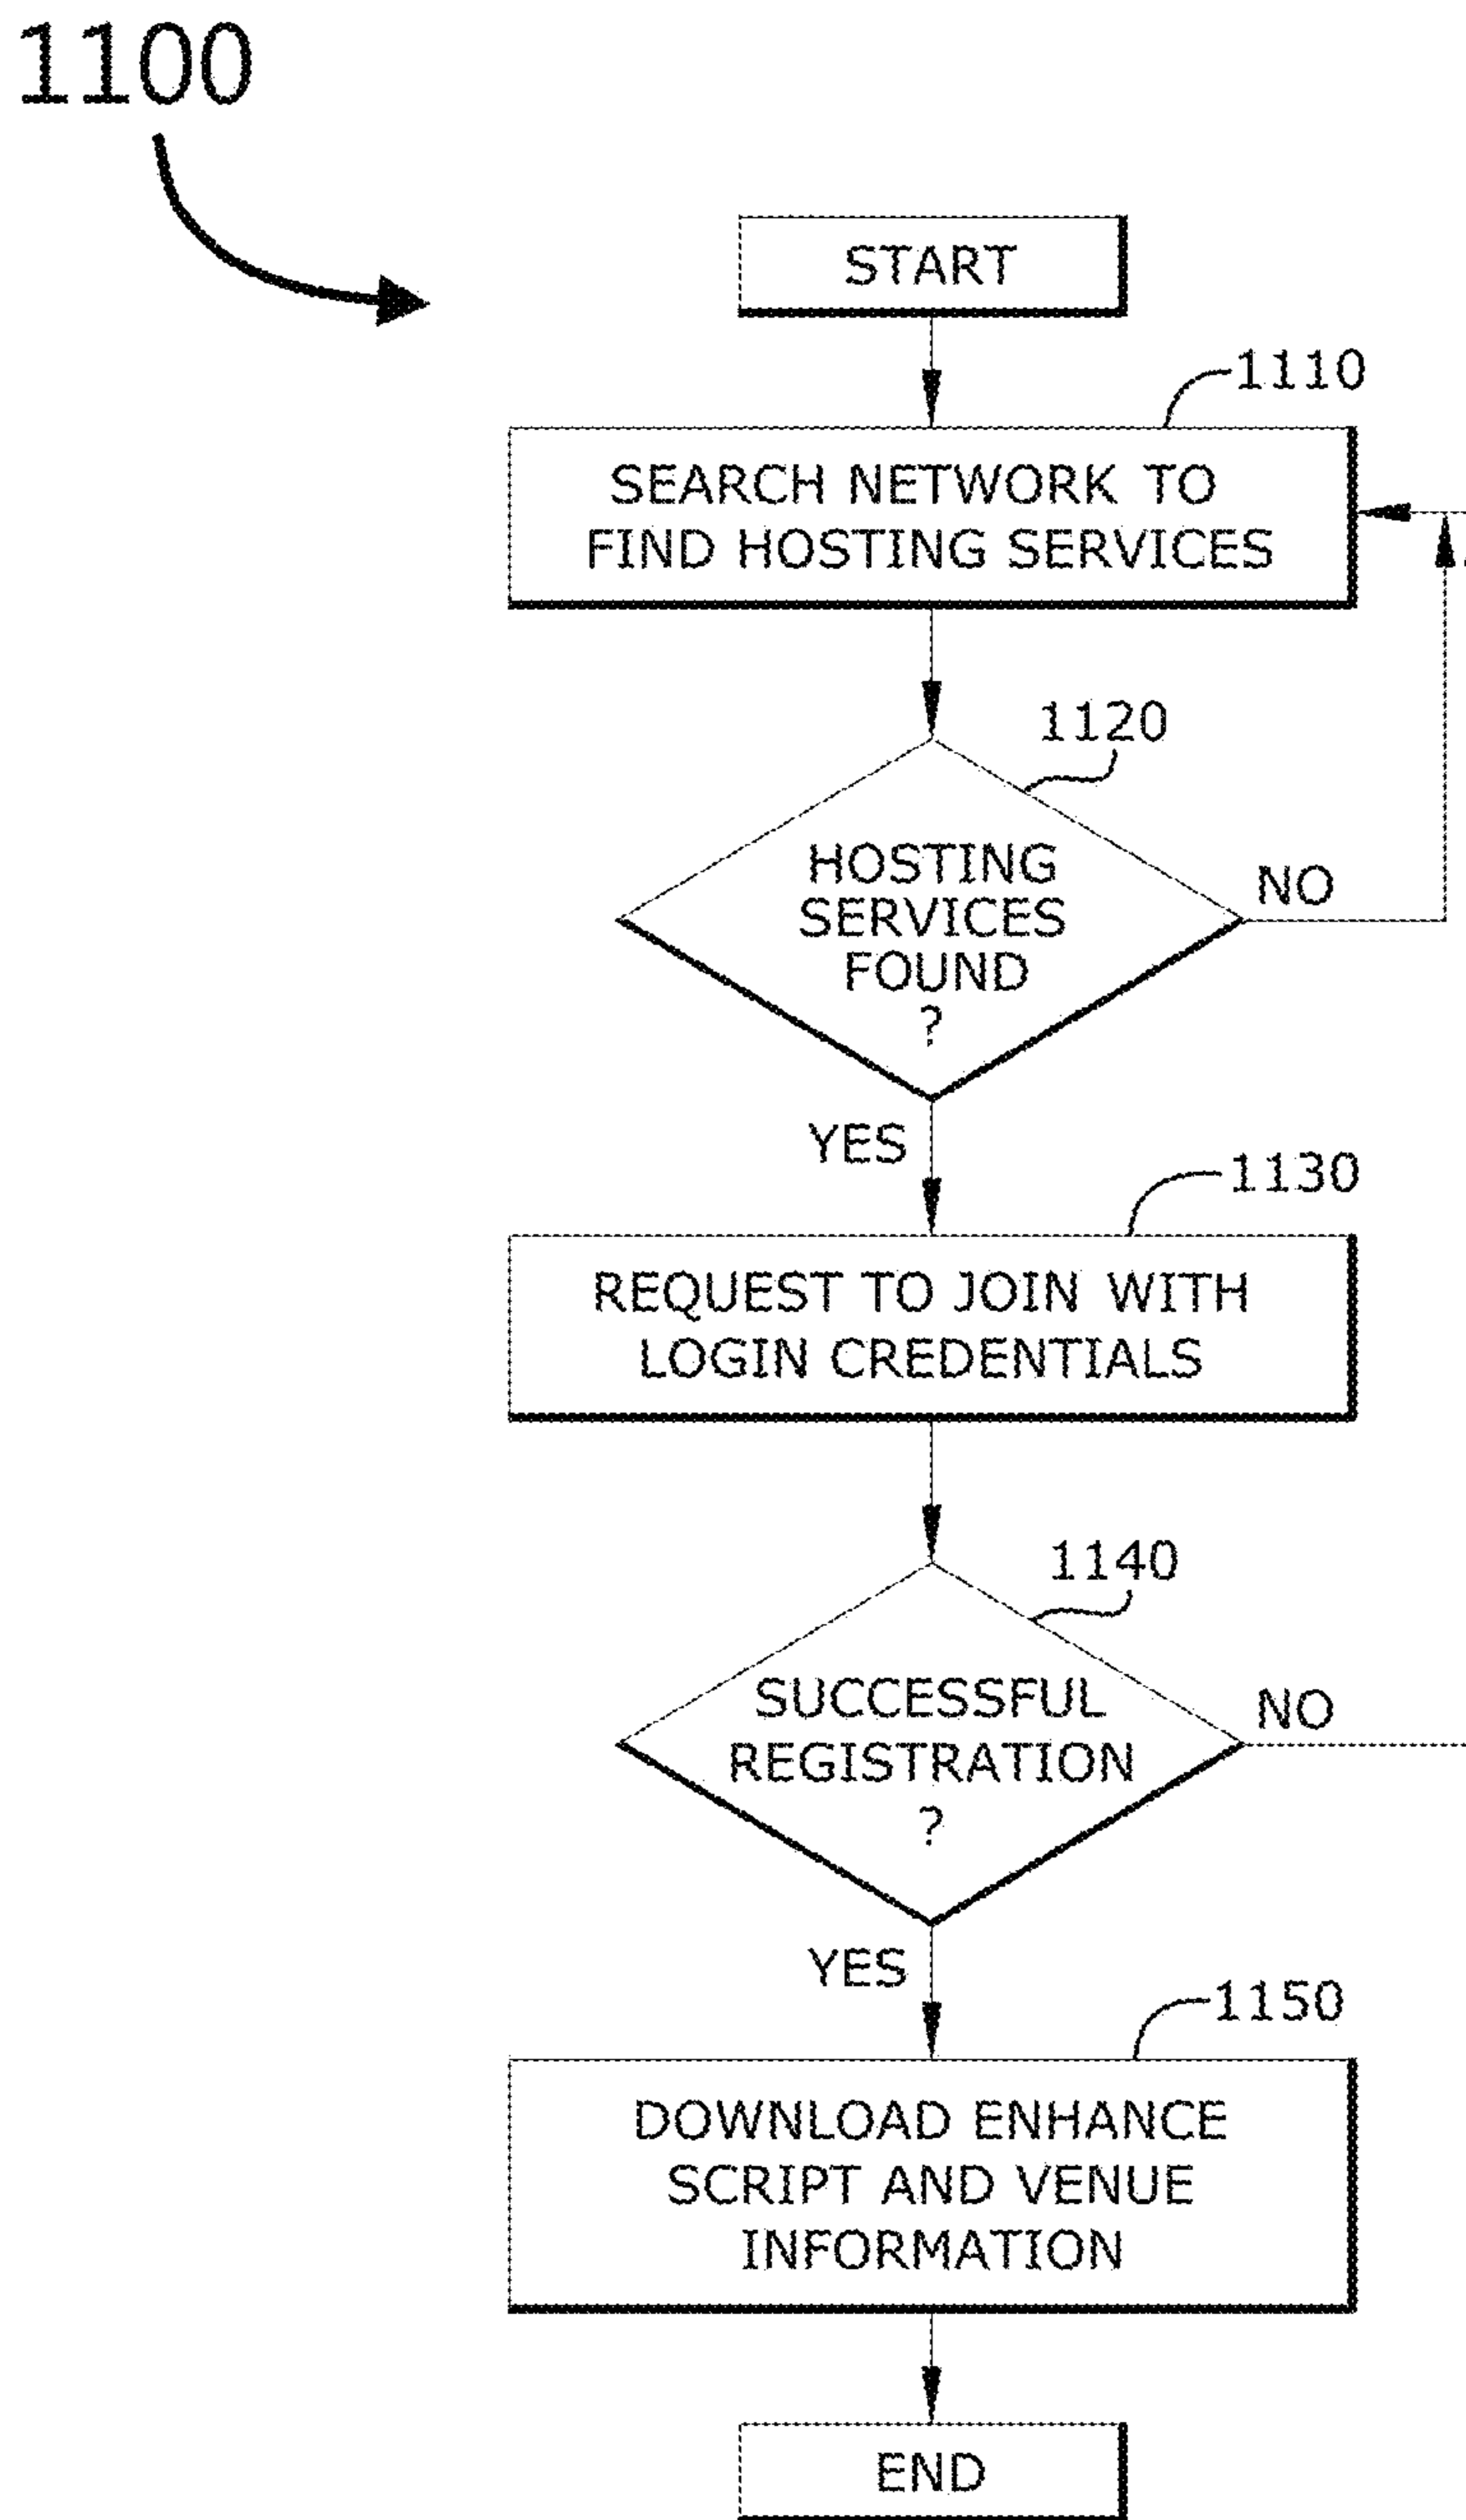 1100
START
1110
SEARCH NETWORK TO
FIND HOSTING SERVICES
1120
HOSTING
SERVICES
FOUND
?
NO
YES
1130
REQUEST TO JOIN WITH
LOGIN CREDENTIALS
1140
SUCCESSFUL
REGISTRATION
?
NO
YES
1150
DOWNLOAD ENHANCE
SCRIPT AND VENUE
INFORMATION
END